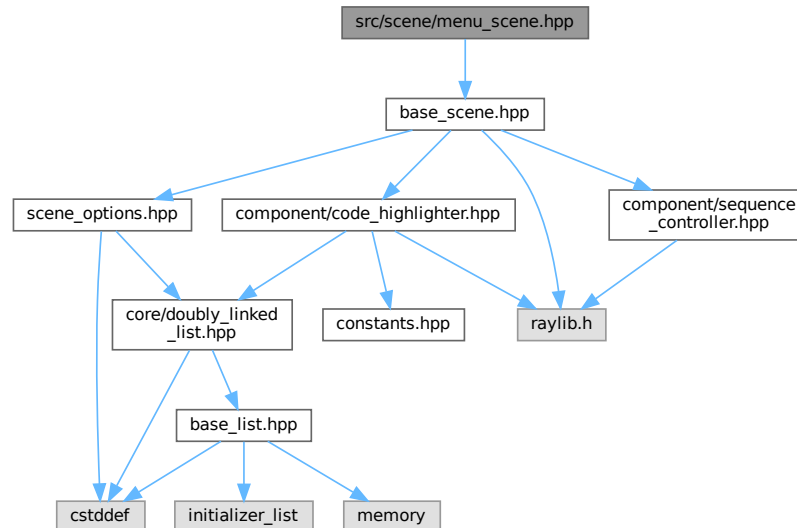 src/scene/menu_scene.hpp
base_scene.hpp
scene_options.hpp
component/code_highlighter.hpp
component/sequence
_controller.hpp
core/doubly_linked
_list.hpp
constants.hpp
raylib.h
base_list.hpp
cstddef
initializer_list
memory